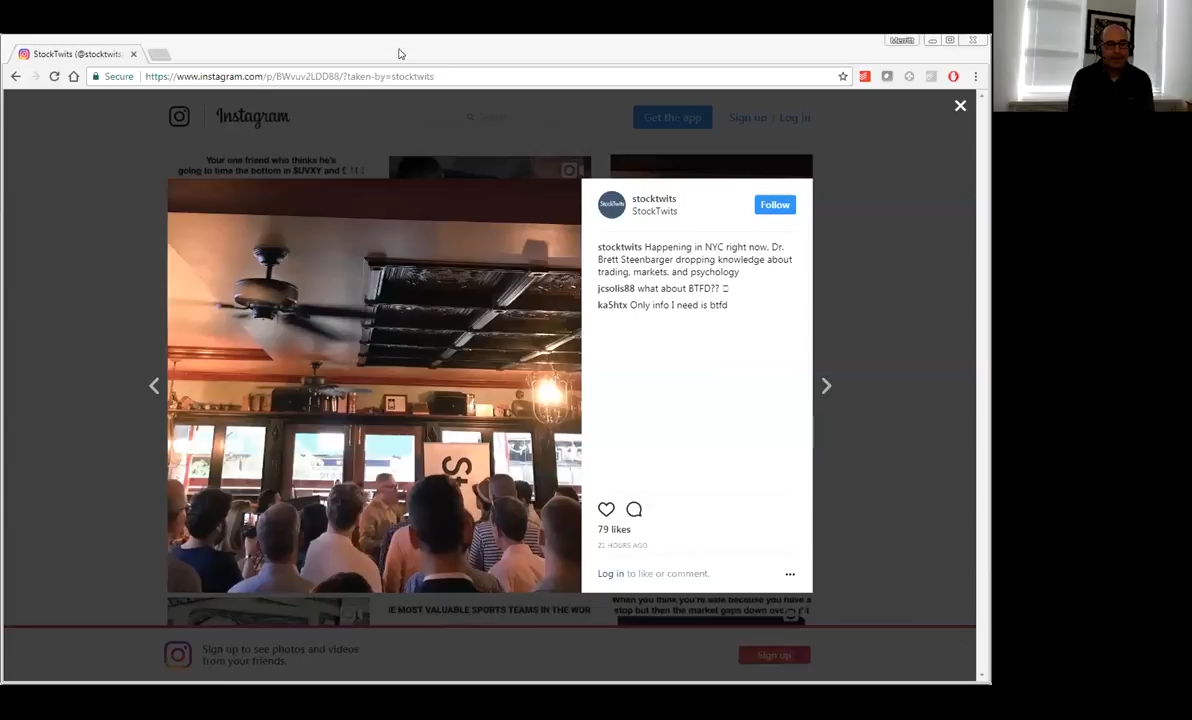 StockTwits (@stocktwits
Merritt
Secure
https://www.instagram.com/p/BWvuv2LDD88/?taken-by=stocktwits
Instagram
Search
Get the app
Sign up | Log in
Your one friend who thinks he's
going to time the bottom in $UVXY and
stocktwits
StockTwits
Follow
StockTwits
stocktwits Happening in NYC right now. Dr.
Brett Steenbarger dropping knowledge about
trading, markets, and psychology
jcsolis88 what about BTFD??
ka5htx Only info I need is btfd
St
79 likes
21 HOURS AGO
Log in to like or comment.
E MOST VALUABLE SPORTS TEAMS IN THE WOR
When you think you're safe because you have a
stop but then the market gaps down over
Sign up to see photos and videos
from your friends.
Sign up